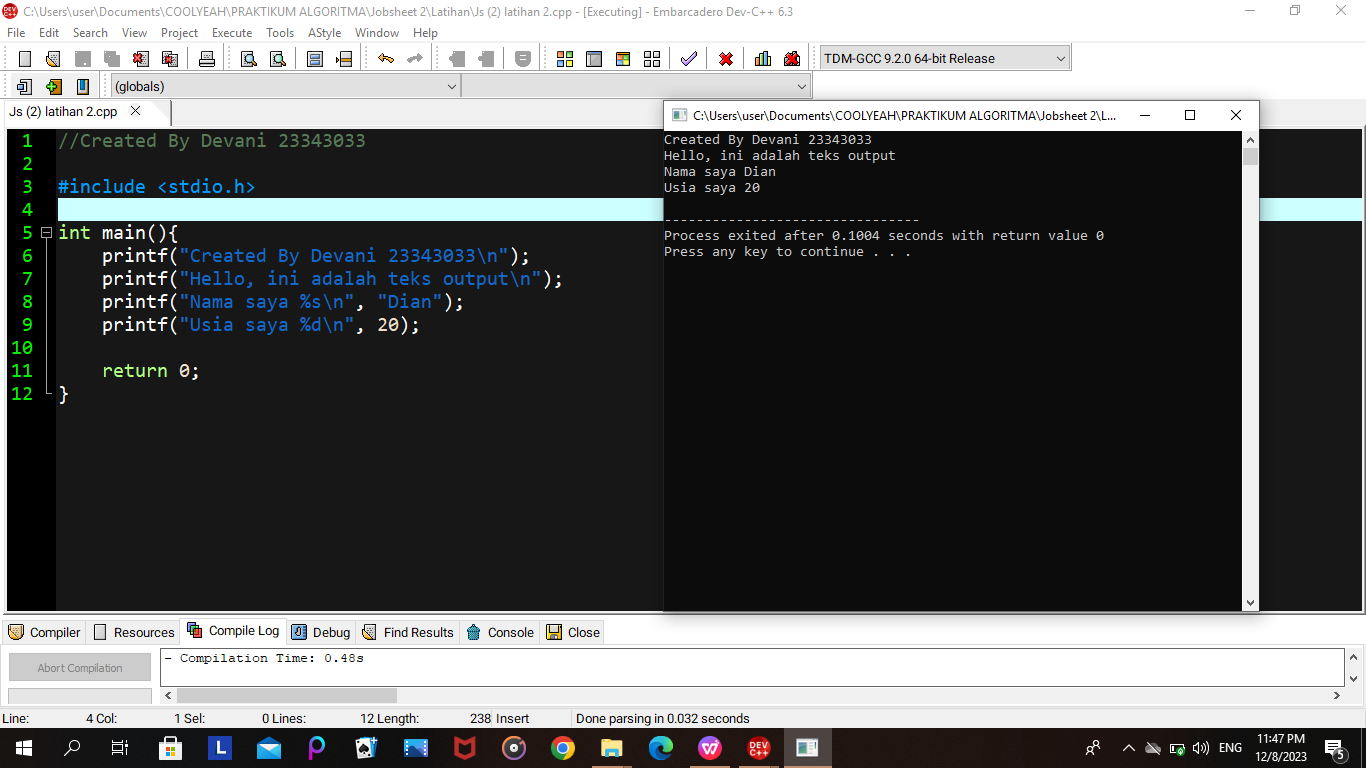 C:\Users\user\Documents\COOLYEAH\PRAKTIKUM ALGORITMA\Jobsheet 2\Latihan\Js (2) latihan 2.cpp - [Executing] - Embarcadero Dev-C++ 6.3
File Edit Search View Project Execute Tools AStyle Window Help
TDM-GCC 9.2.0 64-bit Release
(globals)
Js (2) latihan 2.cpp
1 //Created By Devani 23343033
2
3 #include <stdio.h>
4
5 int main(){
6 printf("Created By Devani 23343033\n");
7 printf("Hello, ini adalah teks output\n");
8 printf("Nama saya %s\n", "Dian");
9 printf("Usia saya %d\n", 20);
10
11 return 0;
12 }
C:\Users\user\Documents\COOLYEAH\PRAKTIKUM ALGORITMA\Jobsheet 2\L...
Created By Devani 23343033
Hello, ini adalah teks output
Nama saya Dian
Usia saya 20
--------------------------------
Process exited after 0.1004 seconds with return value 0
Press any key to continue . . .
Compiler Resources Compile Log Debug Find Results Console Close
Abort Compilation
- Compilation Time: 0.48s
Line: 4 Col: 1 Sel: 0 Lines: 12 Length: 238 Insert Done parsing in 0.032 seconds
L
DEV C++
ENG
11:47 PM
12/8/2023
5